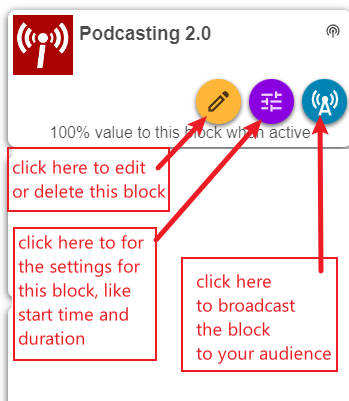 Podcasting 2.0
100% value to this block when active
click here to edit
or delete this block
click here to for
the settings for
this block, like
start time and
duration
click here
to broadcast
the block
to your audience